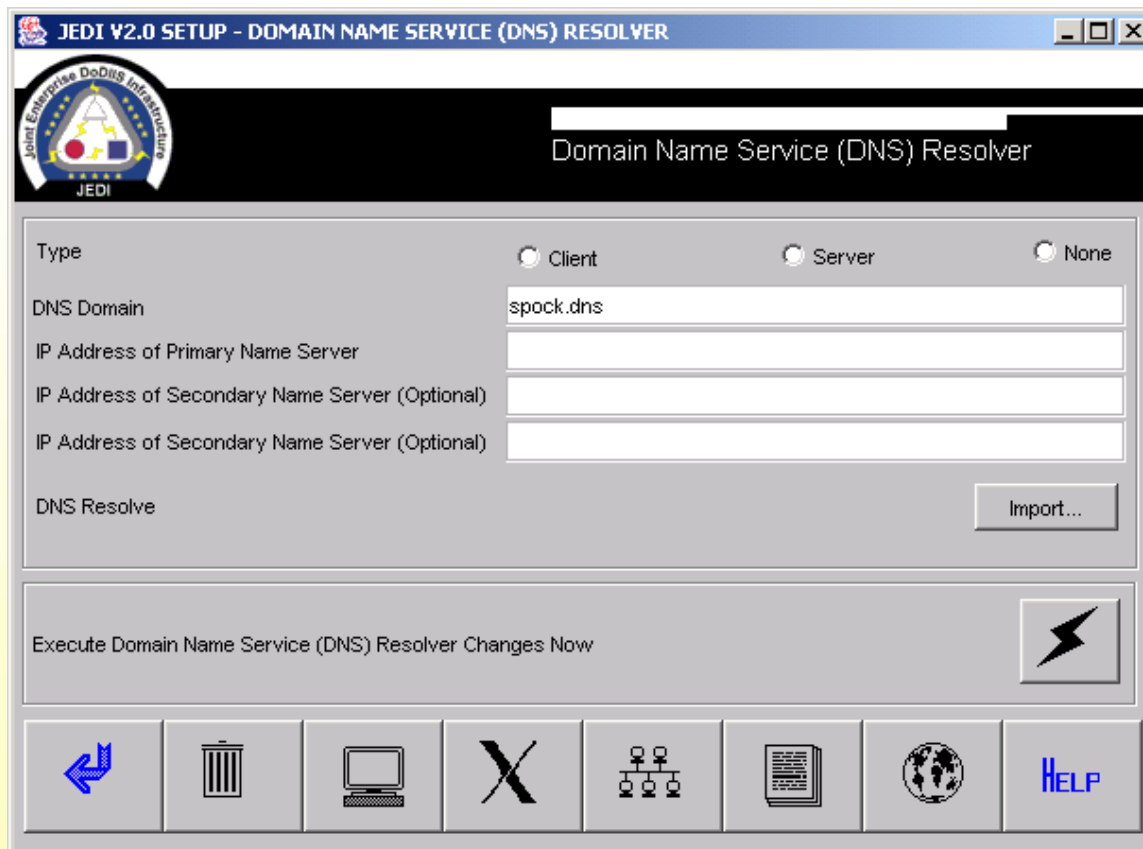 JEDI V2.0 SETUP - DOMAIN NAME SERVICE (DNS) RESOLVER
Joint Enterprise DoDIIS Infrastructure
JEDI
Domain Name Service (DNS) Resolver
Type
Client
Server
None
DNS Domain
spock.dns
IP Address of Primary Name Server
IP Address of Secondary Name Server (Optional)
IP Address of Secondary Name Server (Optional)
DNS Resolve
Import...
Execute Domain Name Service (DNS) Resolver Changes Now
HELP